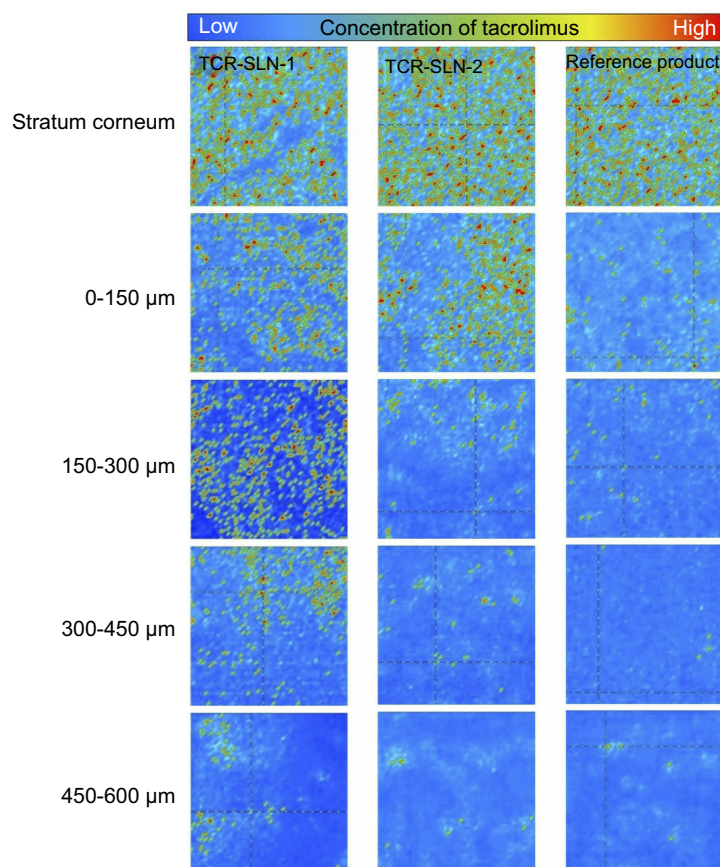 Low Concentration of tacrolimus High
TCR-SLN-1 TCR-SLN-2 Reference product
Stratum corneum
0-150 µm
150-300 µm
300-450 µm
450-600 µm